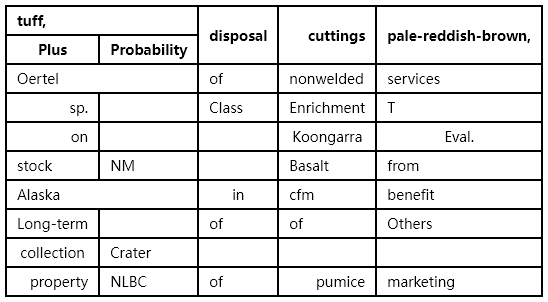 tuff, disposal cuttings pale-reddish-brown,
Plus Probability
Oertel of nonwelded services
sp. Class Enrichment T
on Koongarra Eval.
stock NM Basalt from
Alaska in cfm benefit
Long-term of of Others
collection Crater
property NLBC of pumice marketing